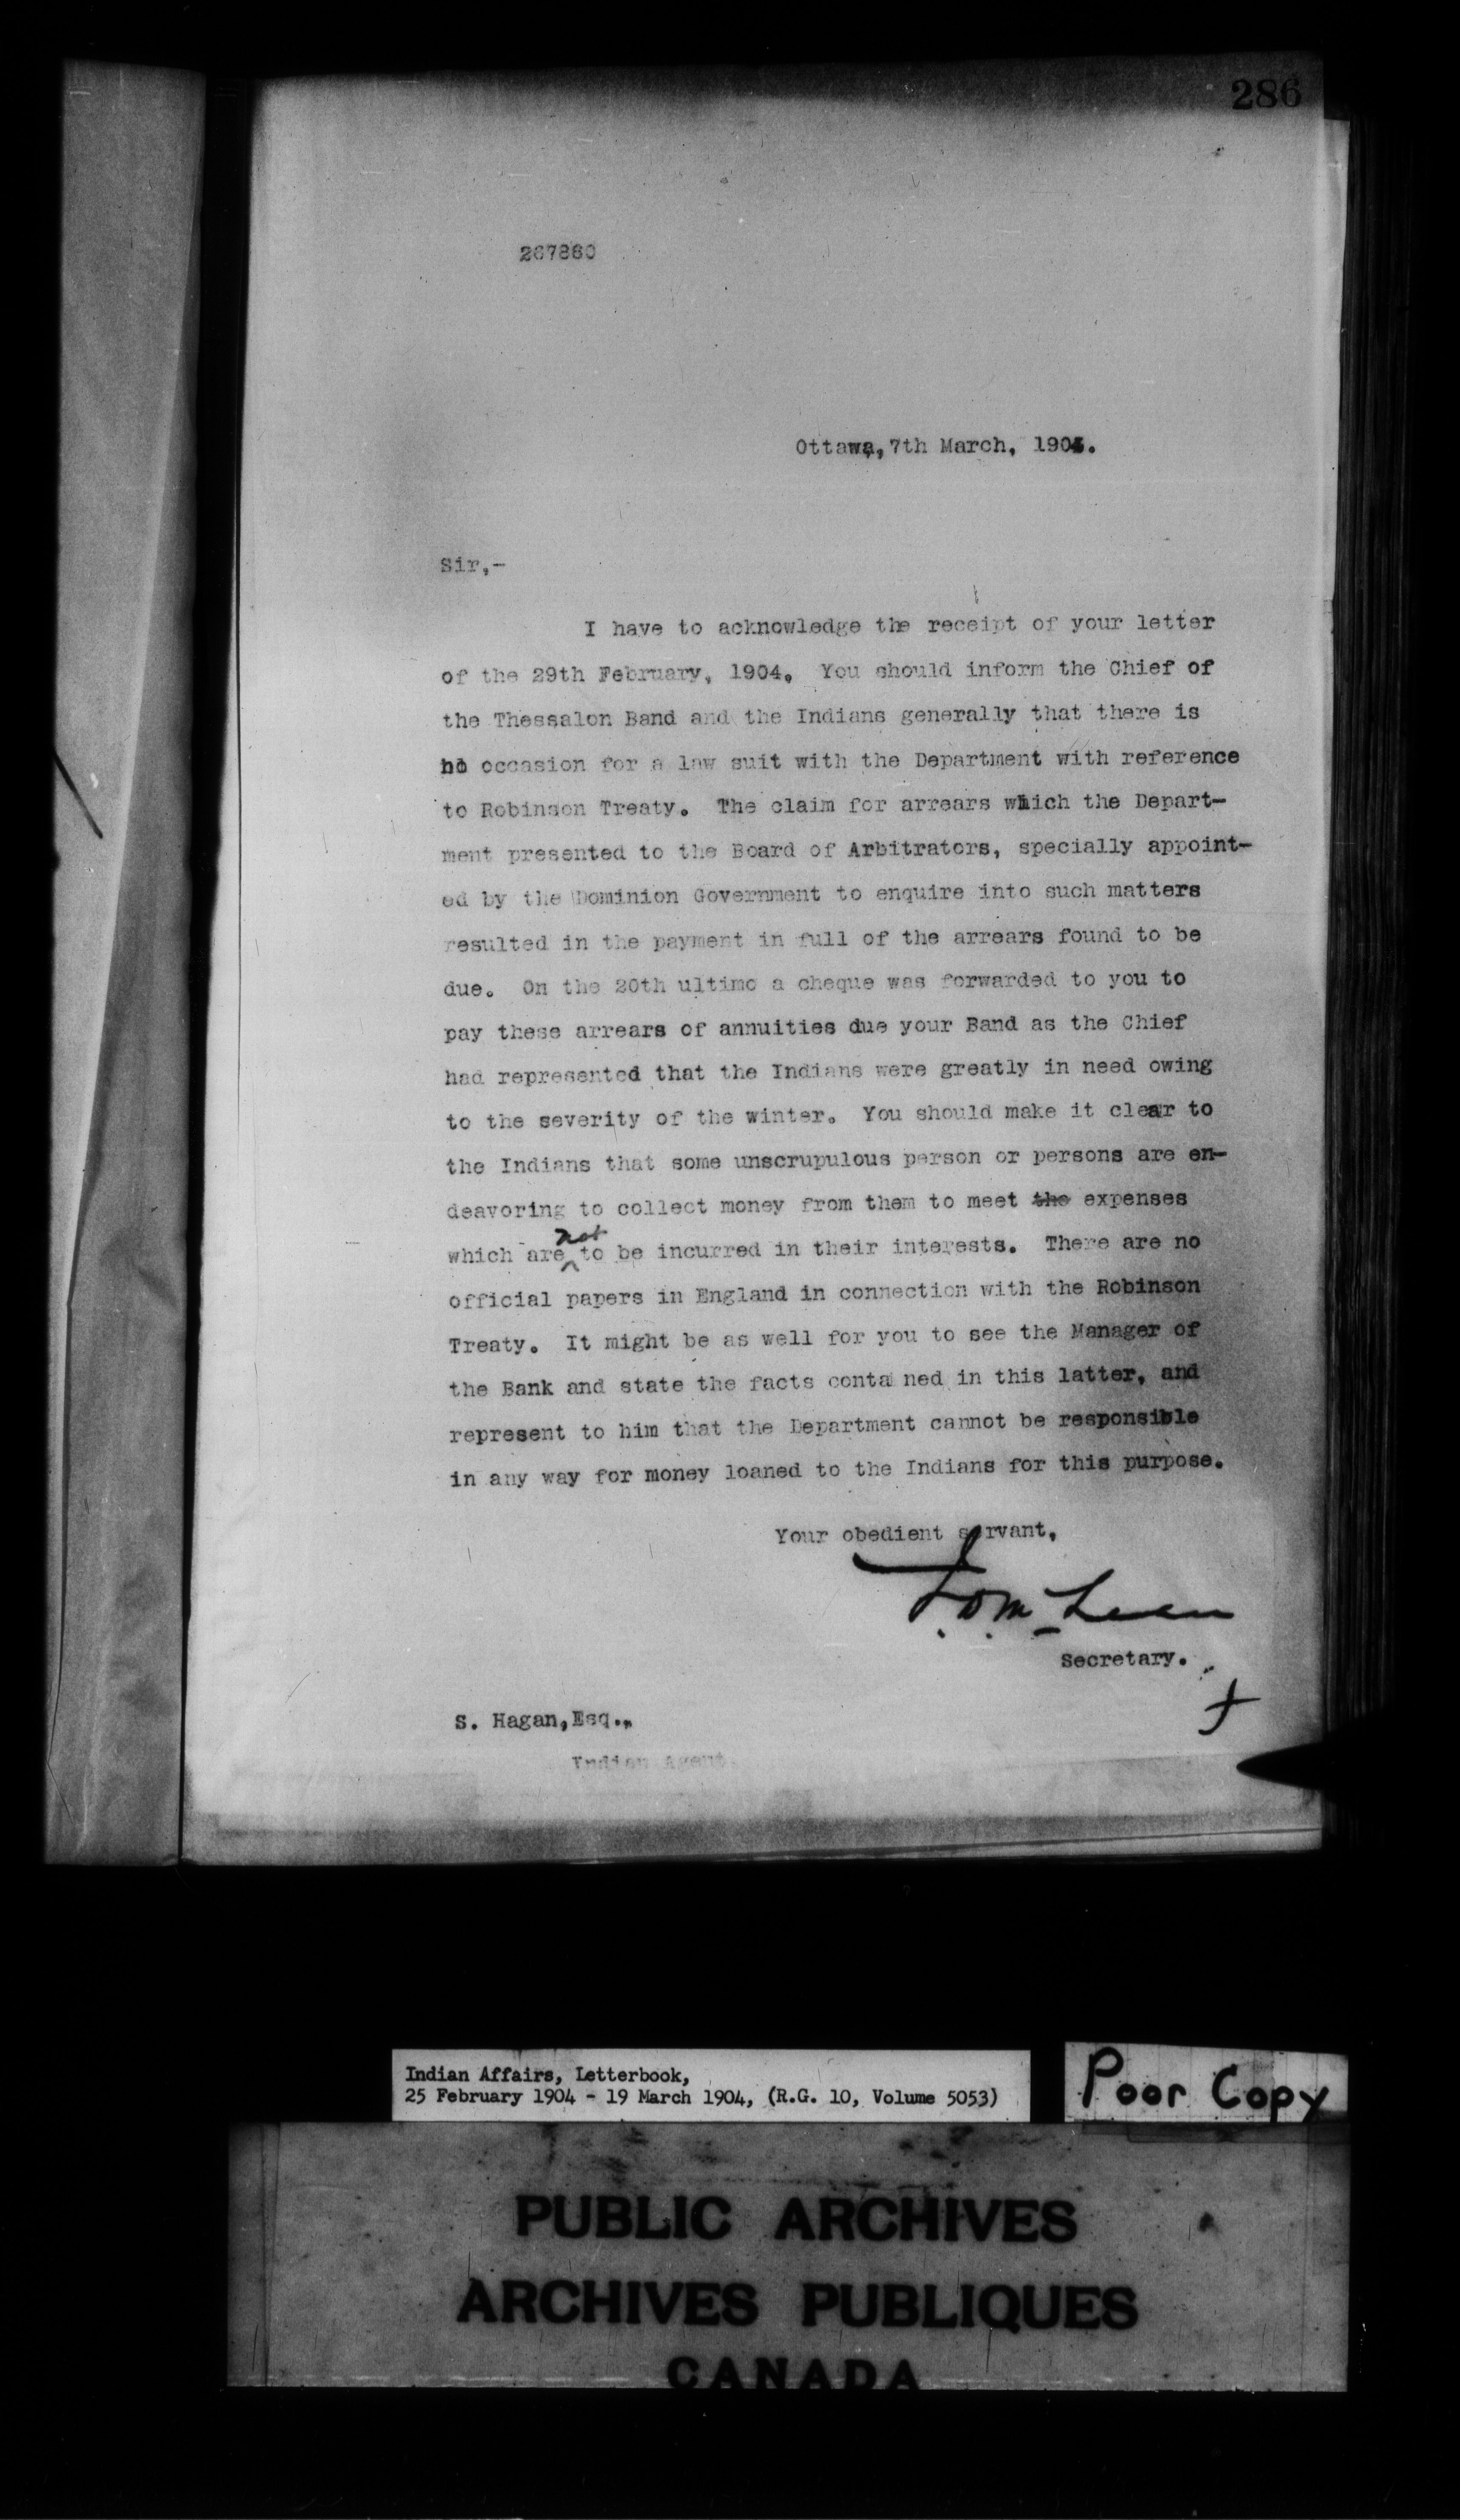 286
267860
Ottawa, 7th March, 1904.
Sir,-
I have to acknowledge the receipt of your letter
of the 29th February, 1904. You should inform the Chief of
the Thessalon Band and the Indians generally that there is
no occasion for a law suit with the Department with reference
to Robinson Treaty. The claim for arrears which the Depart-
ment presented to the Board of Arbitrators, specially appoint-
ed by the Dominion Government to enquire into such matters
resulted in the payment in full of the arrears found to be
due. On the 20th ultimo a cheque was forwarded to you to
pay these arrears of annuities due your Band as the Chief
had represented that the Indians were greatly in need owing
to the severity of the winter. You should make it clear to
the Indians that some unscrupulous person or persons are en-
deavoring to collect money from them to meet the expenses
which are not to be incurred in their interests. There are no
official papers in England in connection with the Robinson
Treaty. It might be as well for you to see the Manager of
the Bank and state the facts conta ned in this latter, and
represent to him that the Department cannot be responsible
in any way for money loaned to the Indians for this purpose.
Your obedient servant,
J.D. McLean
Secretary.
S. Hagan, Esq.,
Indian Agent
Indian Affairs, Letterbook,
25 February 1904 - 19 March 1904, (R.G. 10, Volume 5053)
Poor Copy
PUBLIC ARCHIVES
ARCHIVES PUBLIQUES
CANADA